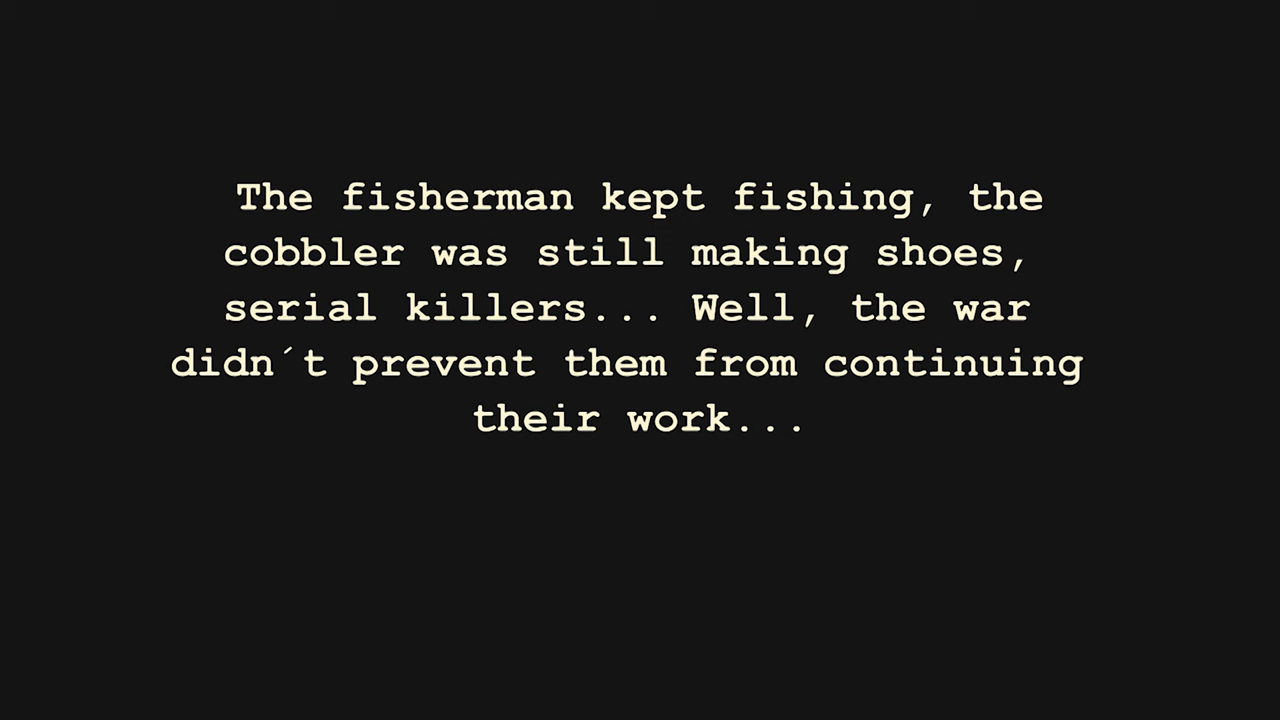 The fisherman kept fishing, the
cobbler was still making shoes,
serial killers... Well, the war
didn´t prevent them from continuing
their work...